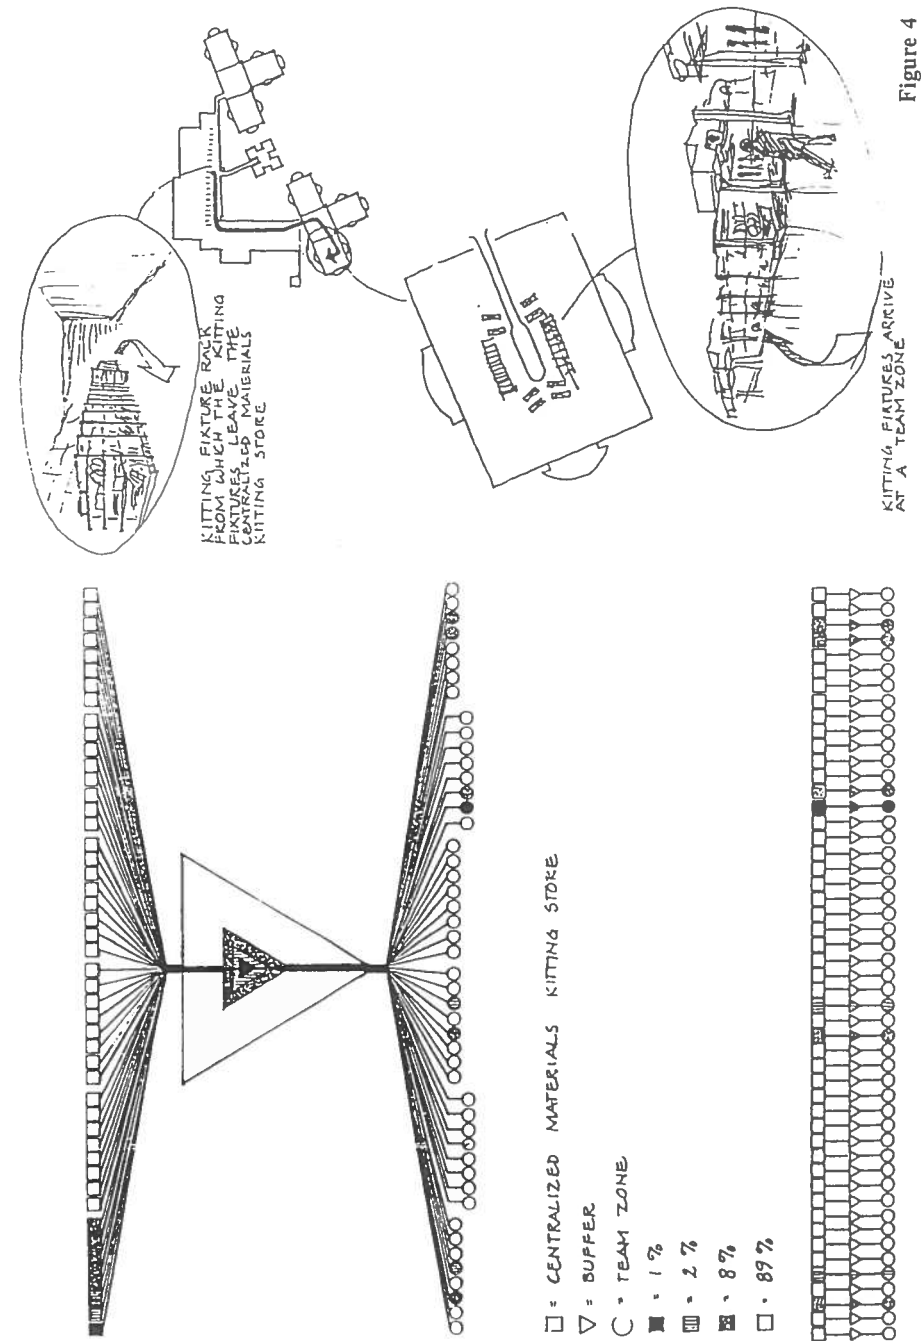 KITTING FIXTURE RACK
FROM WHICH THE KITTING
FIXTURES LEAVE THE
CENTRALIZED MATERIALS
KITTING STORE
KITTING FIXTURES ARRIVE
AT A TEAM ZONE
Figure 4
□ = CENTRALIZED MATERIALS KITTING STORE
▽ = BUFFER
○ = TEAM ZONE
■ = 1%
▥ = 2%
▩ = 8%
□ = 89%